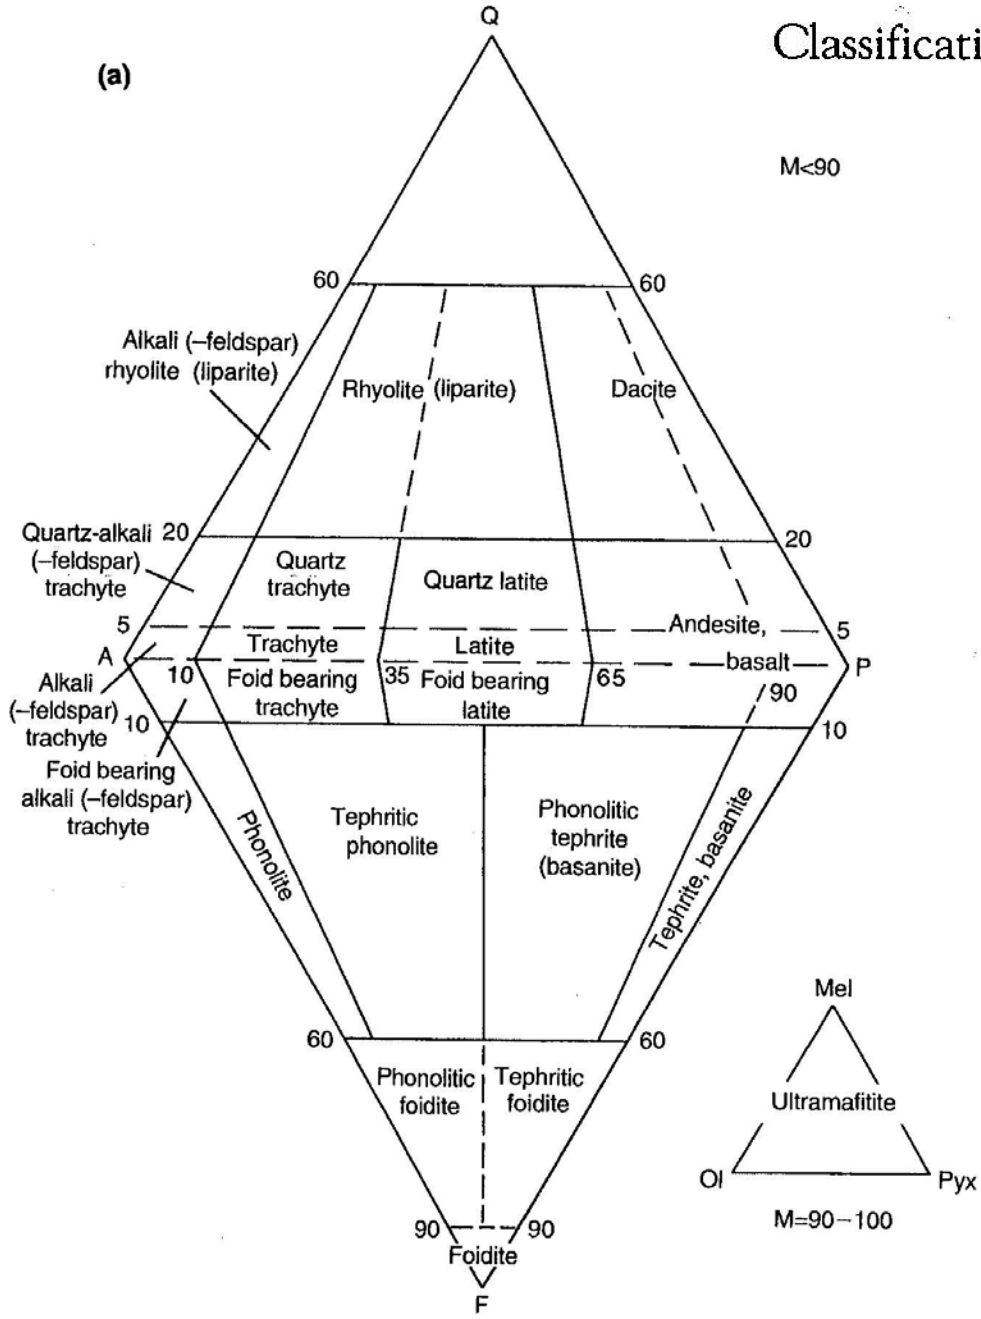 Q
Classificati
(a)
M<90
60
60
Alkali (–feldspar)
rhyolite (liparite)
Rhyolite (liparite)
Dacite
Quartz-alkali
(–feldspar)
trachyte
20
20
Quartz
trachyte
Quartz latite
5
Andesite,
5
Trachyte
Latite
A
basalt
P
10
Foid bearing
trachyte
35
Foid bearing
latite
65
90
Alkali
(–feldspar)
trachyte
10
10
Foid bearing
alkali (–feldspar)
trachyte
Phonolite
Tephritic
phonolite
Phonolitic
tephrite
(basanite)
Tephrite, basanite
60
60
Phonolitic
foidite
Tephritic
foidite
90
90
Foidite
F
Mel
Ultramafitite
Ol
Pyx
M=90–100